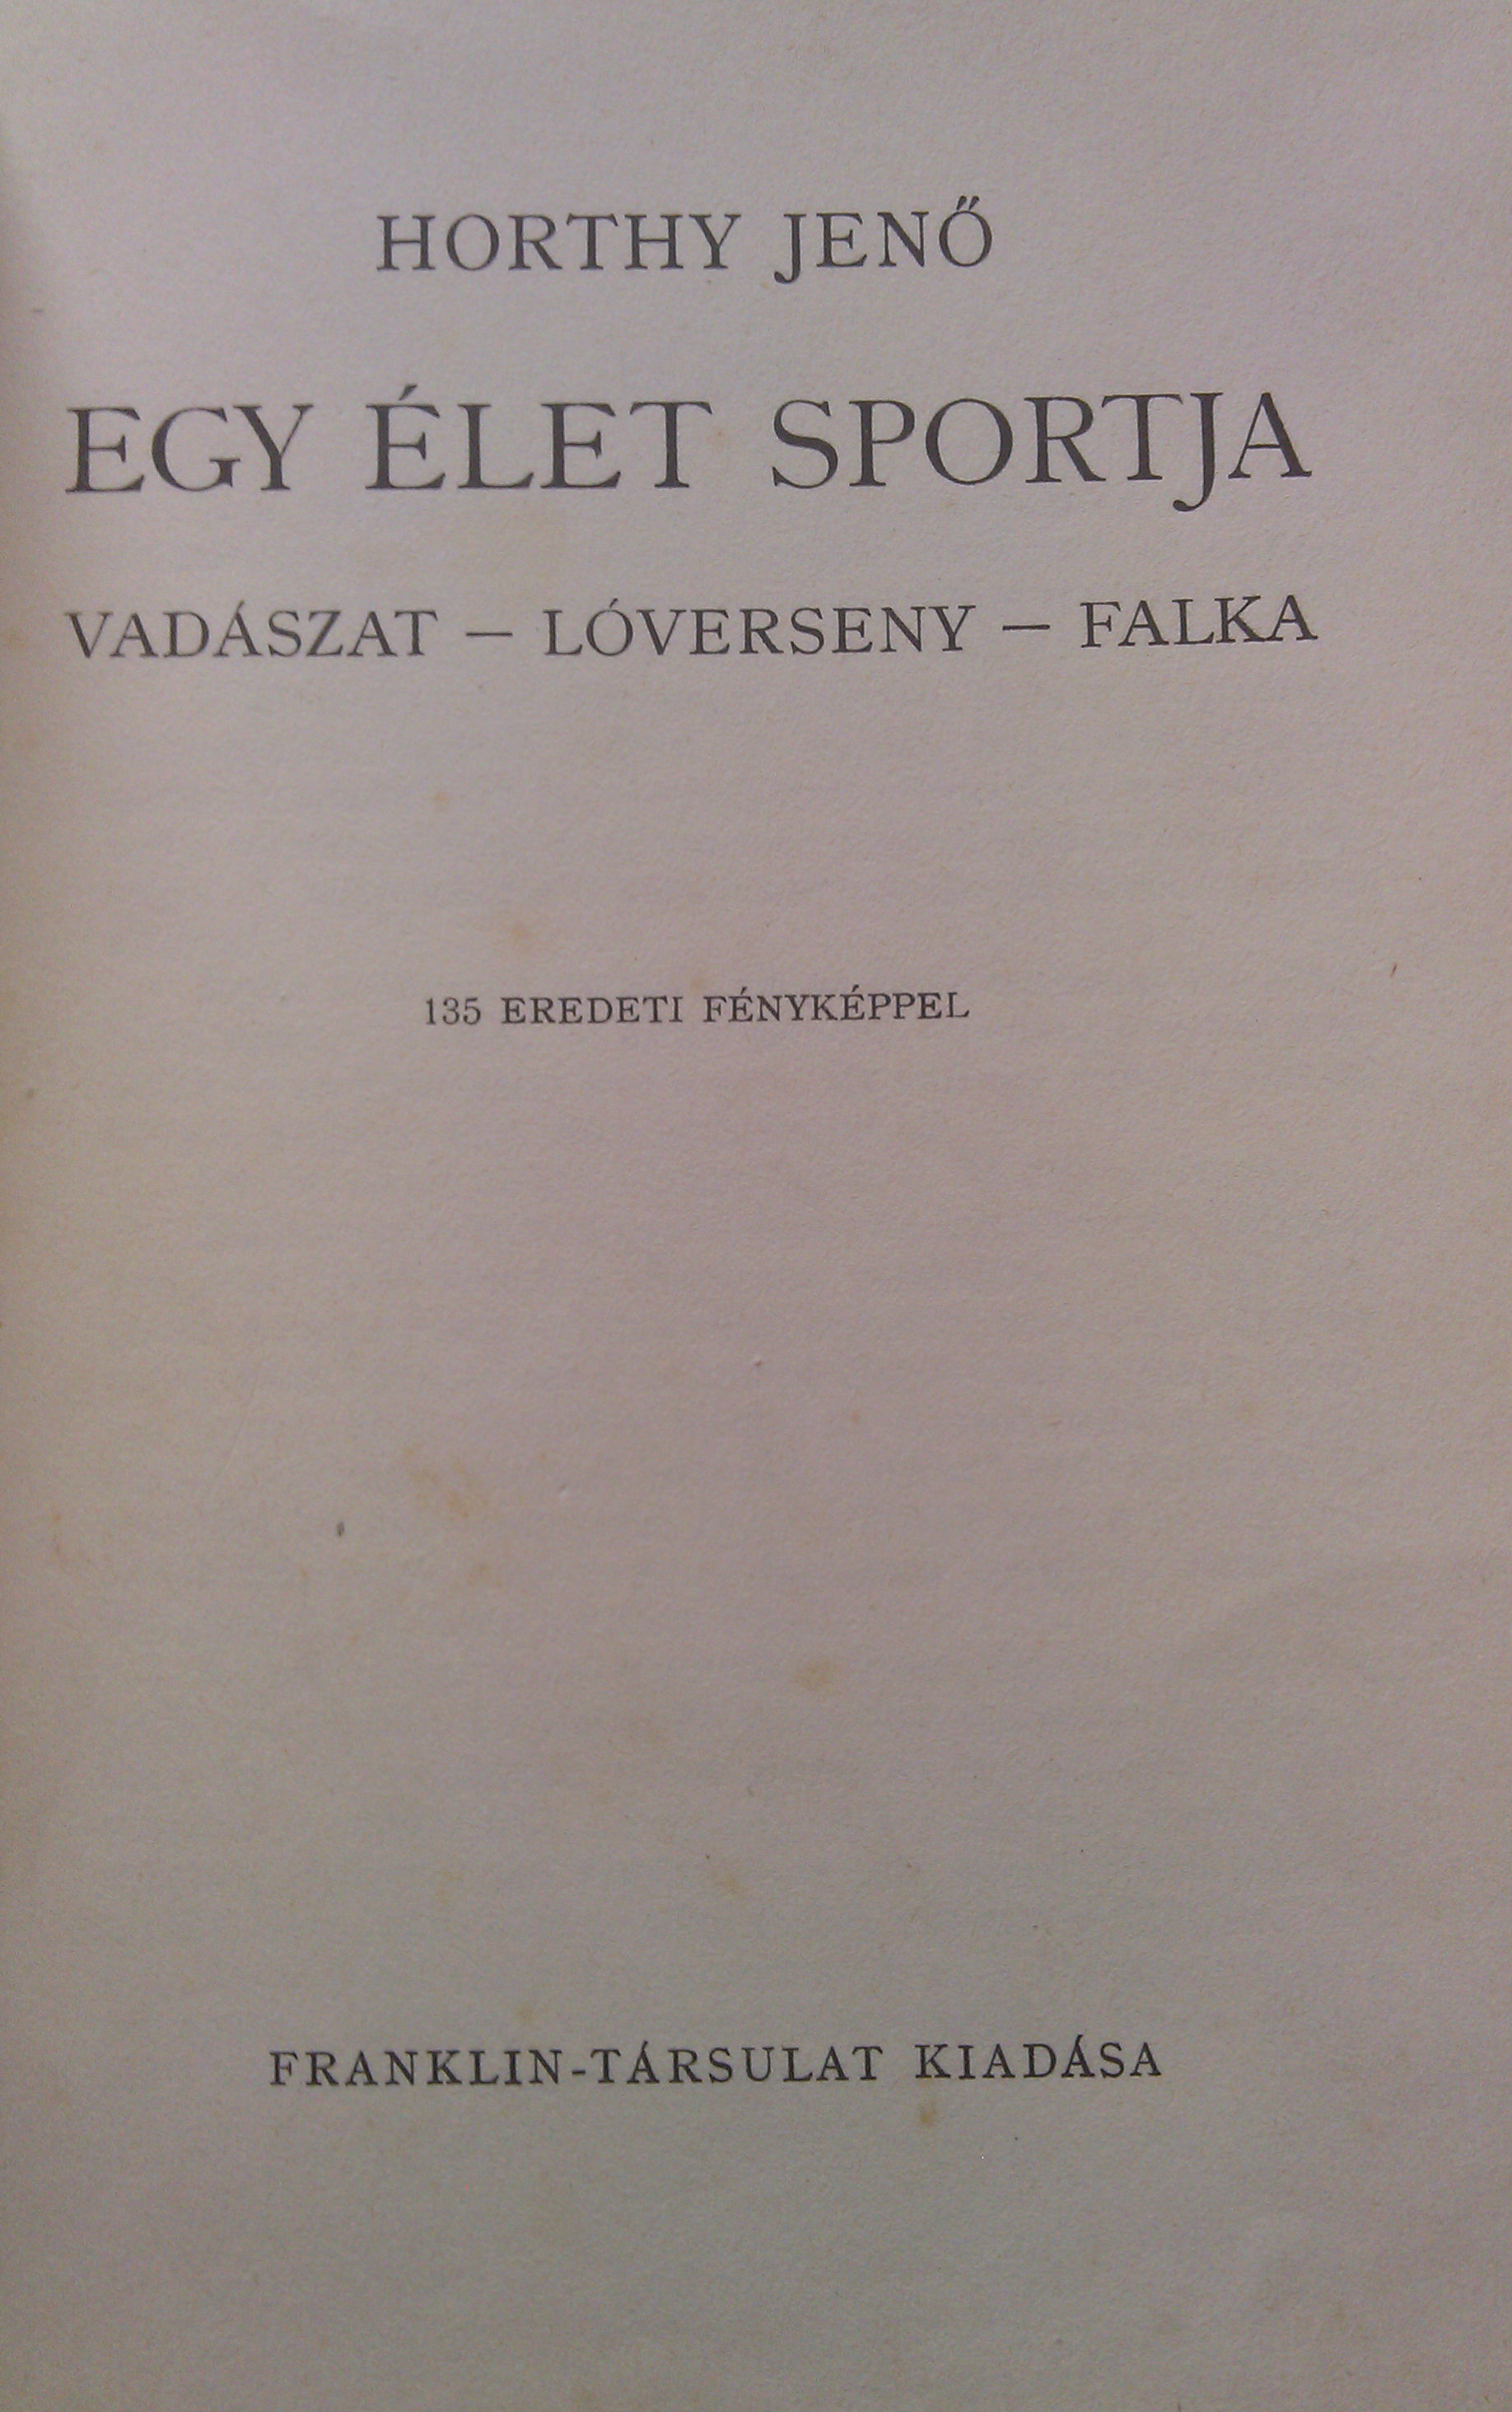 HORTHY JENŐ
EGY ÉLET SPORTJA
VADÁSZAT — LÓVERSENY — FALKA
135 EREDETI FÉNYKÉPPEL
FRANKLIN-TÁRSULAT KIADÁSA